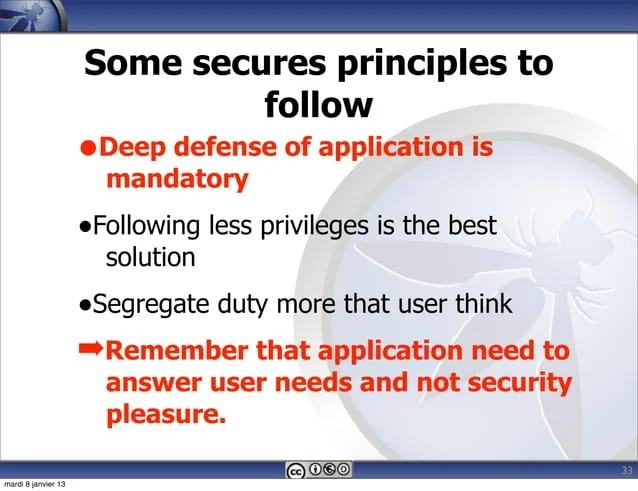 Some secures principles to
follow
●Deep defense of application is
mandatory
●Following less privileges is the best
solution
●Segregate duty more that user think
➡Remember that application need to
answer user needs and not security
pleasure.
33
mardi 8 janvier 13